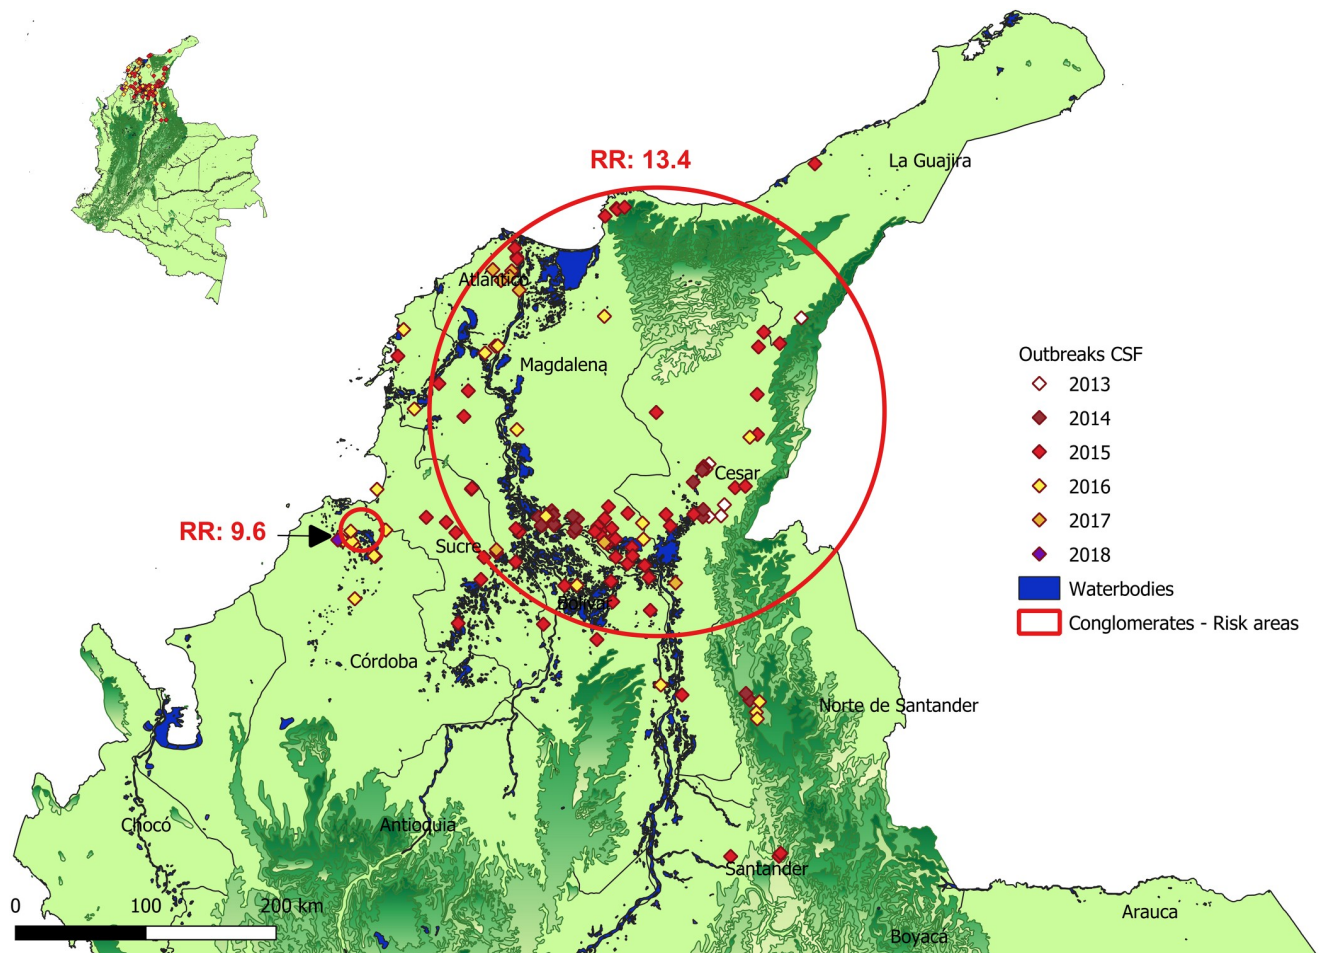 RR: 13.4
La Guajira
Atlántico
Magdalena
Outbreaks CSF
2013
2014
2015
2016
2017
2018
Waterbodies
Conglomerates - Risk areas
Cesar
RR: 9.6
Sucre
Bolívar
Córdoba
Norte de Santander
Chocó
Antioquia
Santander
0 100 200 km
Arauca
Boyacá